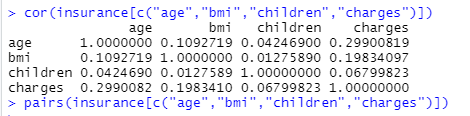 > cor(insurance[c("age","bmi","children","charges")])
age bmi children charges
age 1.0000000 0.1092719 0.04246900 0.29900819
bmi 0.1092719 1.0000000 0.01275890 0.19834097
children 0.0424690 0.0127589 1.00000000 0.06799823
charges 0.2990082 0.1983410 0.06799823 1.00000000
> pairs(insurance[c("age","bmi","children","charges")])